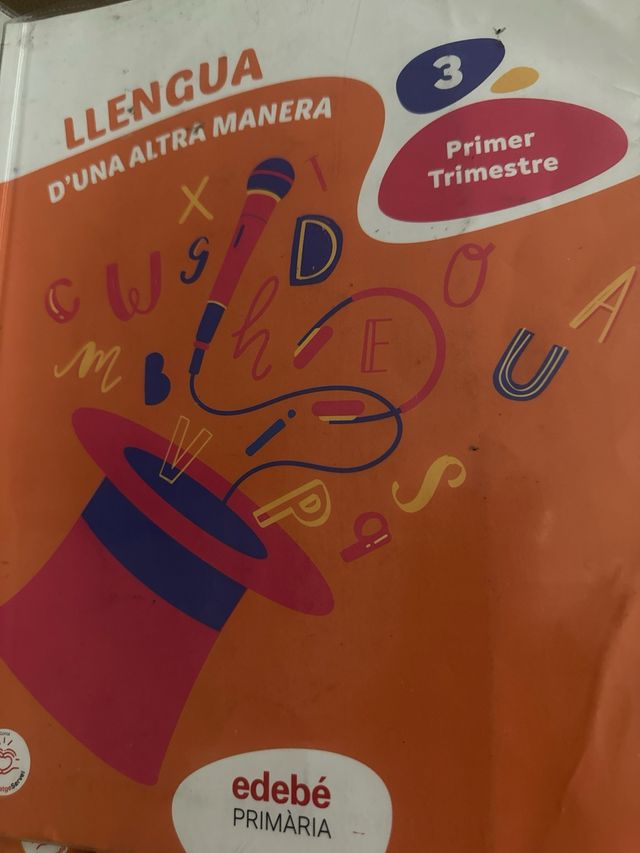 LLENGUA
D'UNA ALTRA MANERA
3
Primer
Trimestre
X
I
C
W
g
D
O
A
m
B
h
E
U
V
i
P
a
S
edebé
PRIMÀRIA